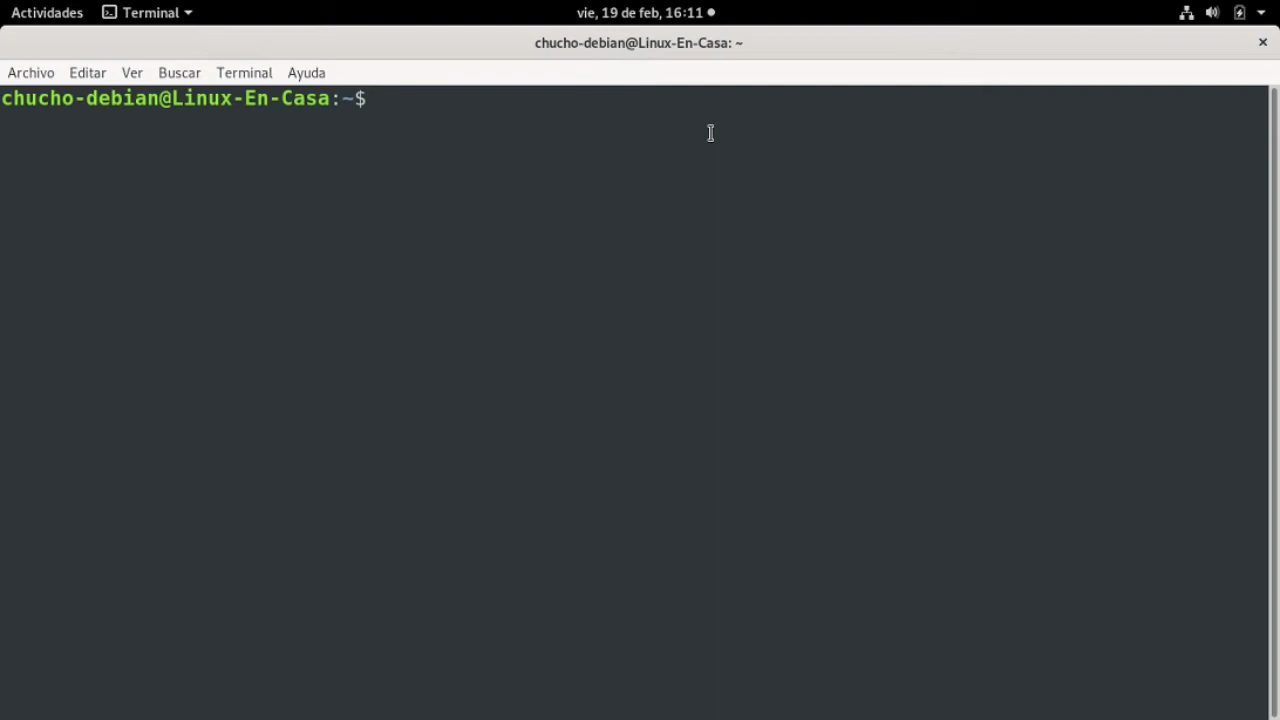 Actividades Terminal vie, 19 de feb, 16:11
chucho-debian@Linux-En-Casa: ~
Archivo Editar Ver Buscar Terminal Ayuda
chucho-debian@Linux-En-Casa:~$